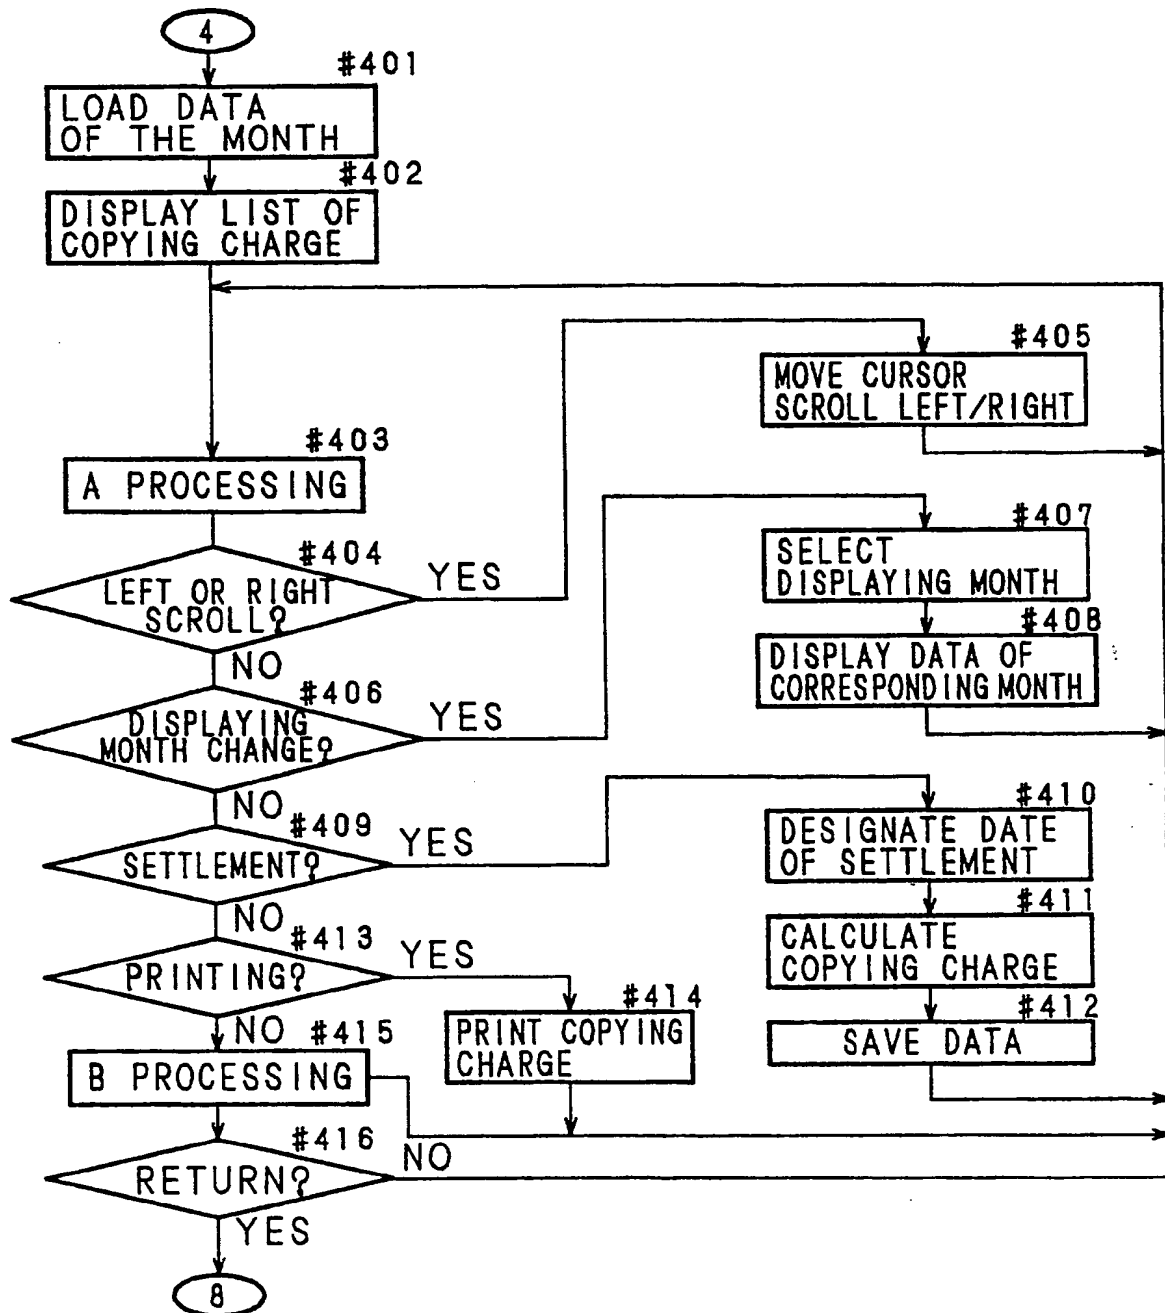 4
#401
LOAD DATA
OF THE MONTH
#402
DISPLAY LIST OF
COPYING CHARGE
#405
MOVE CURSOR
SCROLL LEFT/RIGHT
#403
A PROCESSING
#404
LEFT OR RIGHT
SCROLL?
YES
NO
#407
SELECT
DISPLAYING MONTH
#408
DISPLAY DATA OF
CORRESPONDING MONTH
#406
DISPLAYING
MONTH CHANGE?
YES
NO
#409
SETTLEMENT?
YES
NO
#410
DESIGNATE DATE
OF SETTLEMENT
#411
CALCULATE
COPYING CHARGE
#412
SAVE DATA
#413
PRINTING?
YES
NO
#414
PRINT COPYING
CHARGE
#415
B PROCESSING
#416
RETURN?
NO
YES
8